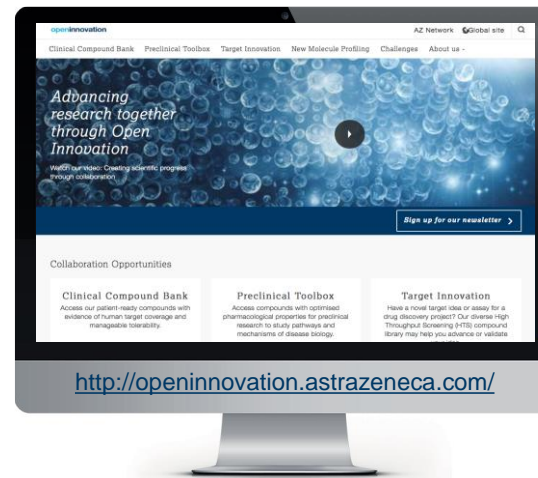 openinnovation
AZ Network Global site
Clinical Compound Bank Preclinical Toolbox Target Innovation New Molecule Profiling Challenges About us
Advancing
research together
through Open
Innovation
Watch our video: Creating scientific progress
through collaboration
Sign up for our newsletter >
Collaboration Opportunities
Clinical Compound Bank
Access our patient-ready compounds with
evidence of human target coverage and
manageable tolerability.
Preclinical Toolbox
Access compounds with optimised
pharmacological properties for preclinical
research to study pathways and
mechanisms of disease biology.
Target Innovation
Have a novel target idea or assay for a
drug discovery project? Our diverse High
Throughput Screening (HTS) compound
library may help you advance or validate
http://openinnovation.astrazeneca.com/